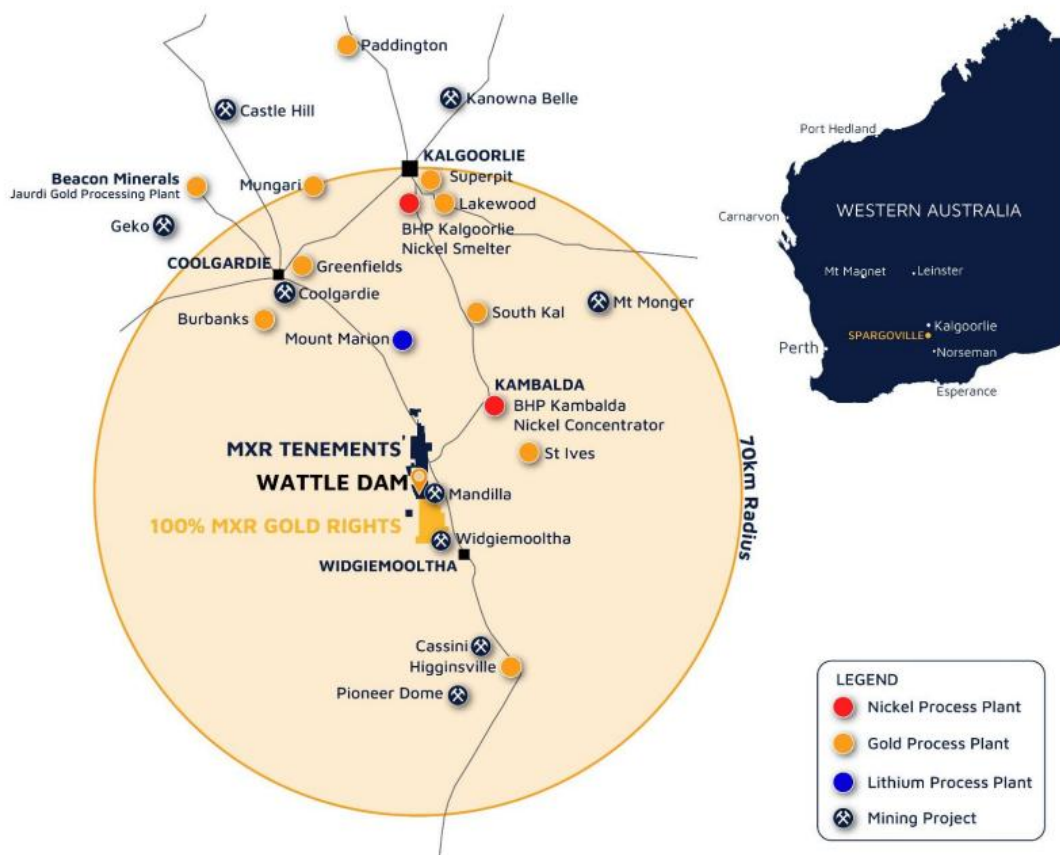 Paddington
Castle Hill
Kanowna Belle
KALGOORLIE
Beacon Minerals
Jaurdi Gold Processing Plant
Mungari
Superpit
Lakewood
Geko
BHP Kalgoorlie
Nickel Smelter
COOLGARDIE
Greenfields
Coolgardie
Mt Monger
Burbanks
South Kal
Mount Marion
KAMBALDA
BHP Kambalda
Nickel Concentrator
MXR TENEMENTS'
St Ives
WATTLE DAM
Mandilla
100% MXR GOLD RIGHTS
Widgiemooltha
WIDGIEMOOLTHA
70km Radius
Cassini
Higginsville
Pioneer Dome
Port Hedland
Carnarvon
WESTERN AUSTRALIA
Mt Magnet
Leinster
Kalgoorlie
SPARGOVILLE
Perth
Norseman
Esperance
LEGEND
Nickel Process Plant
Gold Process Plant
Lithium Process Plant
Mining Project